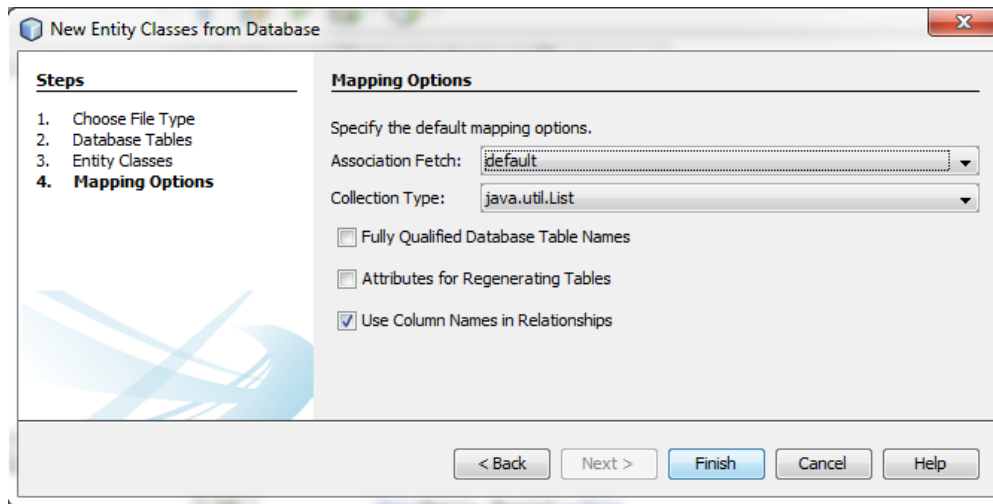 New Entity Classes from Database
Steps
1. Choose File Type
2. Database Tables
3. Entity Classes
4. Mapping Options
Mapping Options
Specify the default mapping options.
Association Fetch: default
Collection Type: java.util.List
Fully Qualified Database Table Names
Attributes for Regenerating Tables
Use Column Names in Relationships
< Back Next > Finish Cancel Help